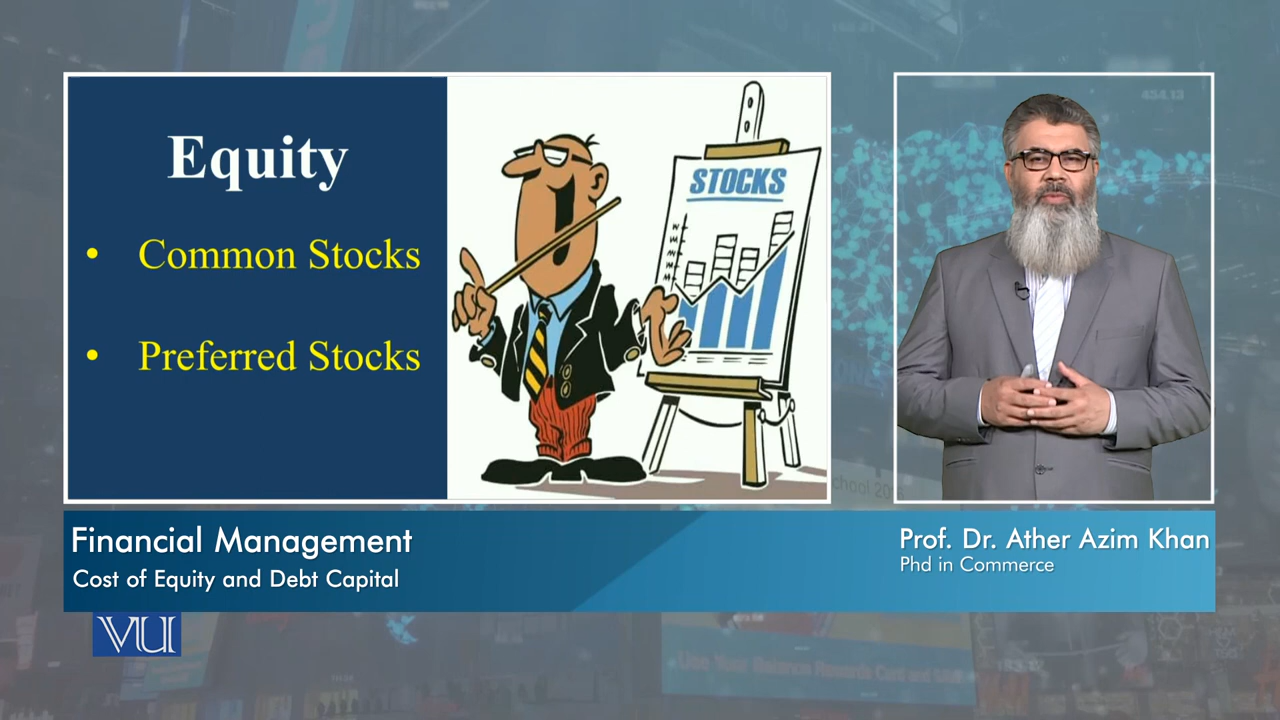 Equity
• Common Stocks
• Preferred Stocks
STOCKS
Financial Management
Cost of Equity and Debt Capital
Prof. Dr. Ather Azim Khan
Phd in Commerce
VU